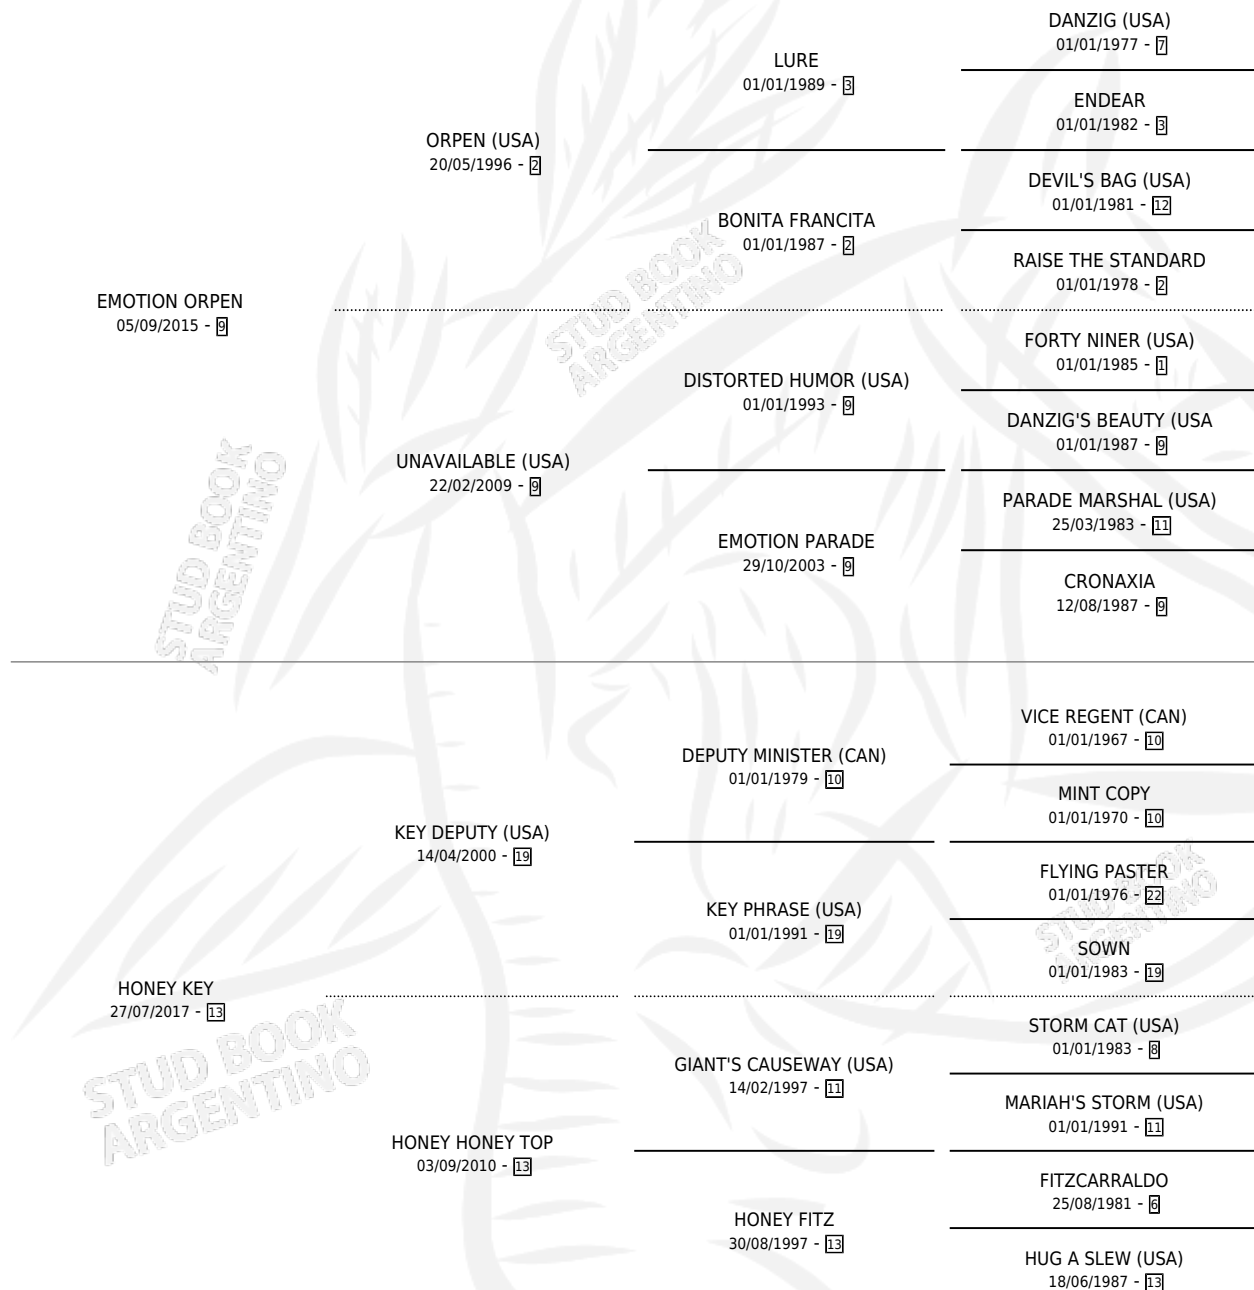 DANZIG (USA)
01/01/1977 - 7
LURE
01/01/1989 - 3
ENDEAR
01/01/1982 - 3
ORPEN (USA)
20/05/1996 - 2
DEVIL'S BAG (USA)
01/01/1981 - 12
BONITA FRANCITA
01/01/1987 - 2
RAISE THE STANDARD
01/01/1978 - 2
EMOTION ORPEN
05/09/2015 - 9
FORTY NINER (USA)
01/01/1985 - 1
DISTORTED HUMOR (USA)
01/01/1993 - 9
DANZIG'S BEAUTY (USA
01/01/1987 - 9
UNAVAILABLE (USA)
22/02/2009 - 9
PARADE MARSHAL (USA)
25/03/1983 - 11
EMOTION PARADE
29/10/2003 - 9
CRONAXIA
12/08/1987 - 9
VICE REGENT (CAN)
01/01/1967 - 10
DEPUTY MINISTER (CAN)
01/01/1979 - 10
MINT COPY
01/01/1970 - 10
KEY DEPUTY (USA)
14/04/2000 - 19
FLYING PASTER
01/01/1976 - 22
KEY PHRASE (USA)
01/01/1991 - 19
SOWN
01/01/1983 - 19
HONEY KEY
27/07/2017 - 13
STORM CAT (USA)
01/01/1983 - 8
GIANT'S CAUSEWAY (USA)
14/02/1997 - 11
MARIAH'S STORM (USA)
01/01/1991 - 11
HONEY HONEY TOP
03/09/2010 - 13
FITZCARRALDO
25/08/1981 - 6
HONEY FITZ
30/08/1997 - 13
HUG A SLEW (USA)
18/06/1987 - 13
STUD BOOK
ARGENTINO
STUD BOOK
ARGENTINO
STUD BOOK
ARGENTINO
STUD BOOK
ARGENTINO